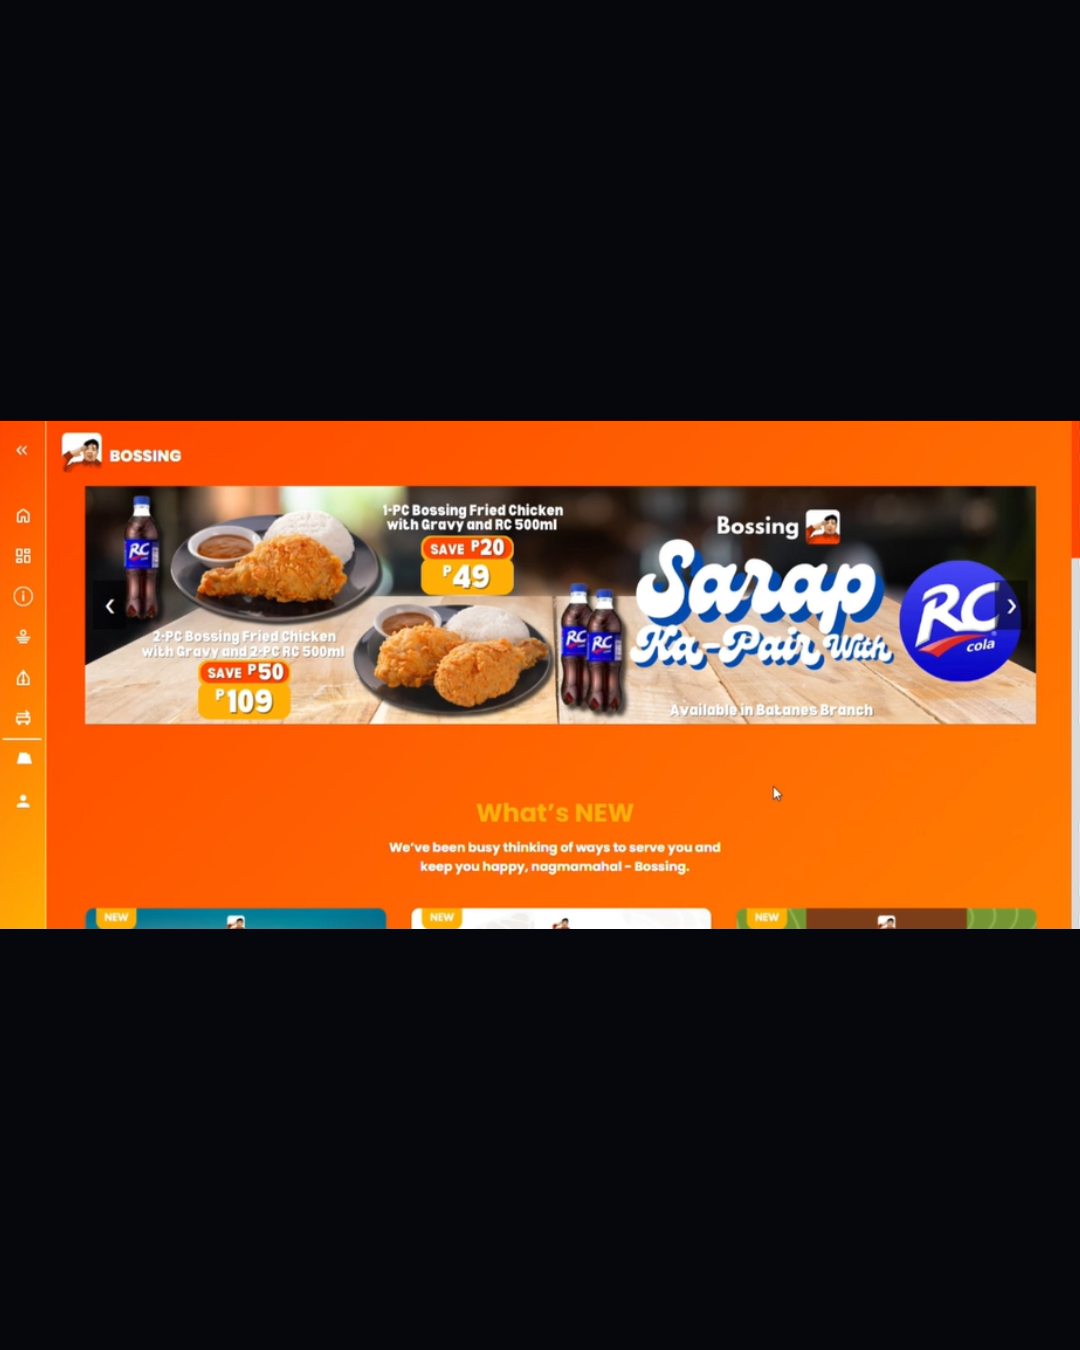 BOSSING
1-PC Bossing Fried Chicken
with Gravy and RC 500ml
SAVE ₱20
₱49
RC
2-PC Bossing Fried Chicken
with Gravy and 2-PC RC 500ml
SAVE ₱50
₱109
RC
RC
Bossing
Sarap
Ka-Pair With
RC
cola
Available in Batanes Branch
What's NEW
We've been busy thinking of ways to serve you and
keep you happy, nagmamahal - Bossing.
NEW
NEW
NEW